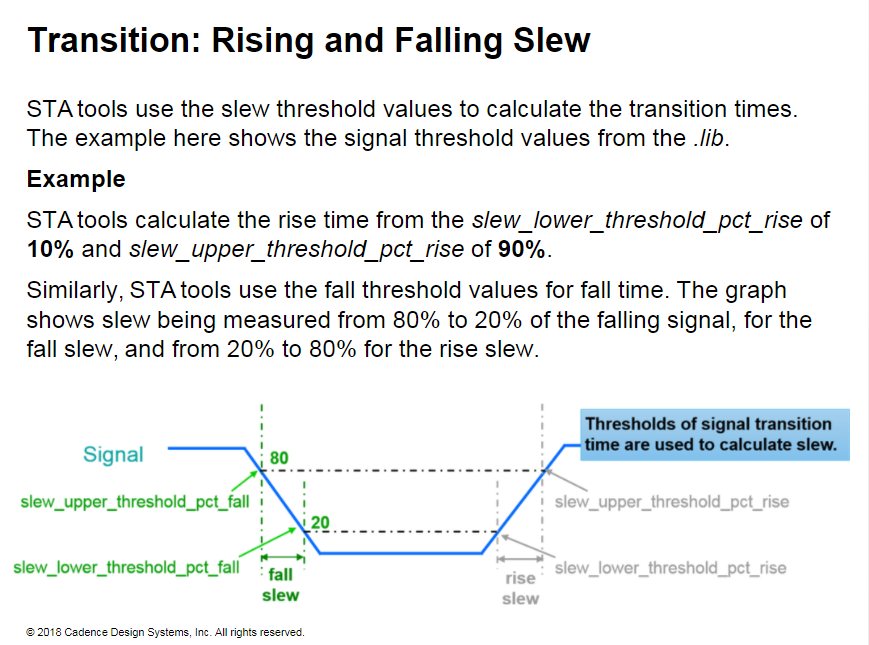 Transition: Rising and Falling Slew
STA tools use the slew threshold values to calculate the transition times.
The example here shows the signal threshold values from the .lib.
Example
STA tools calculate the rise time from the slew_lower_threshold_pct_rise of
10% and slew_upper_threshold_pct_rise of 90%.
Similarly, STA tools use the fall threshold values for fall time. The graph
shows slew being measured from 80% to 20% of the falling signal, for the
fall slew, and from 20% to 80% for the rise slew.
Thresholds of signal transition
time are used to calculate slew.
Signal
80
slew_upper_threshold_pct_fall
slew_upper_threshold_pct_rise
20
slew_lower_threshold_pct_fall
slew_lower_threshold_pct_rise
fall
slew
rise
slew
© 2018 Cadence Design Systems, Inc. All rights reserved.